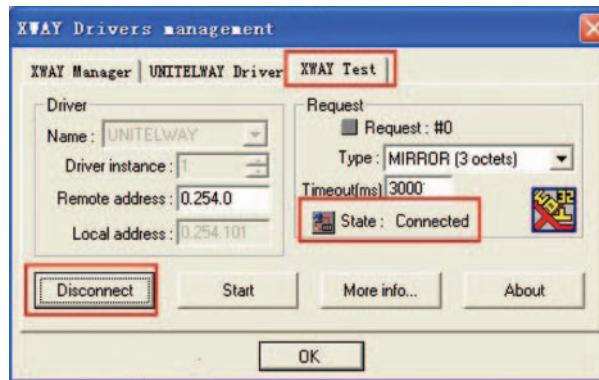 XWAY Drivers management
XWAY Manager UNITELWAY Driver XWAY Test
Driver
Name : UNITELWAY
Driver instance : 1
Remote address : 0.254.0
Local address : 0.254.101
Request
Request : #0
Type : MIRROR (3 octets)
Timeout(ms) 3000
State : Connected
Disconnect Start More info... About
OK